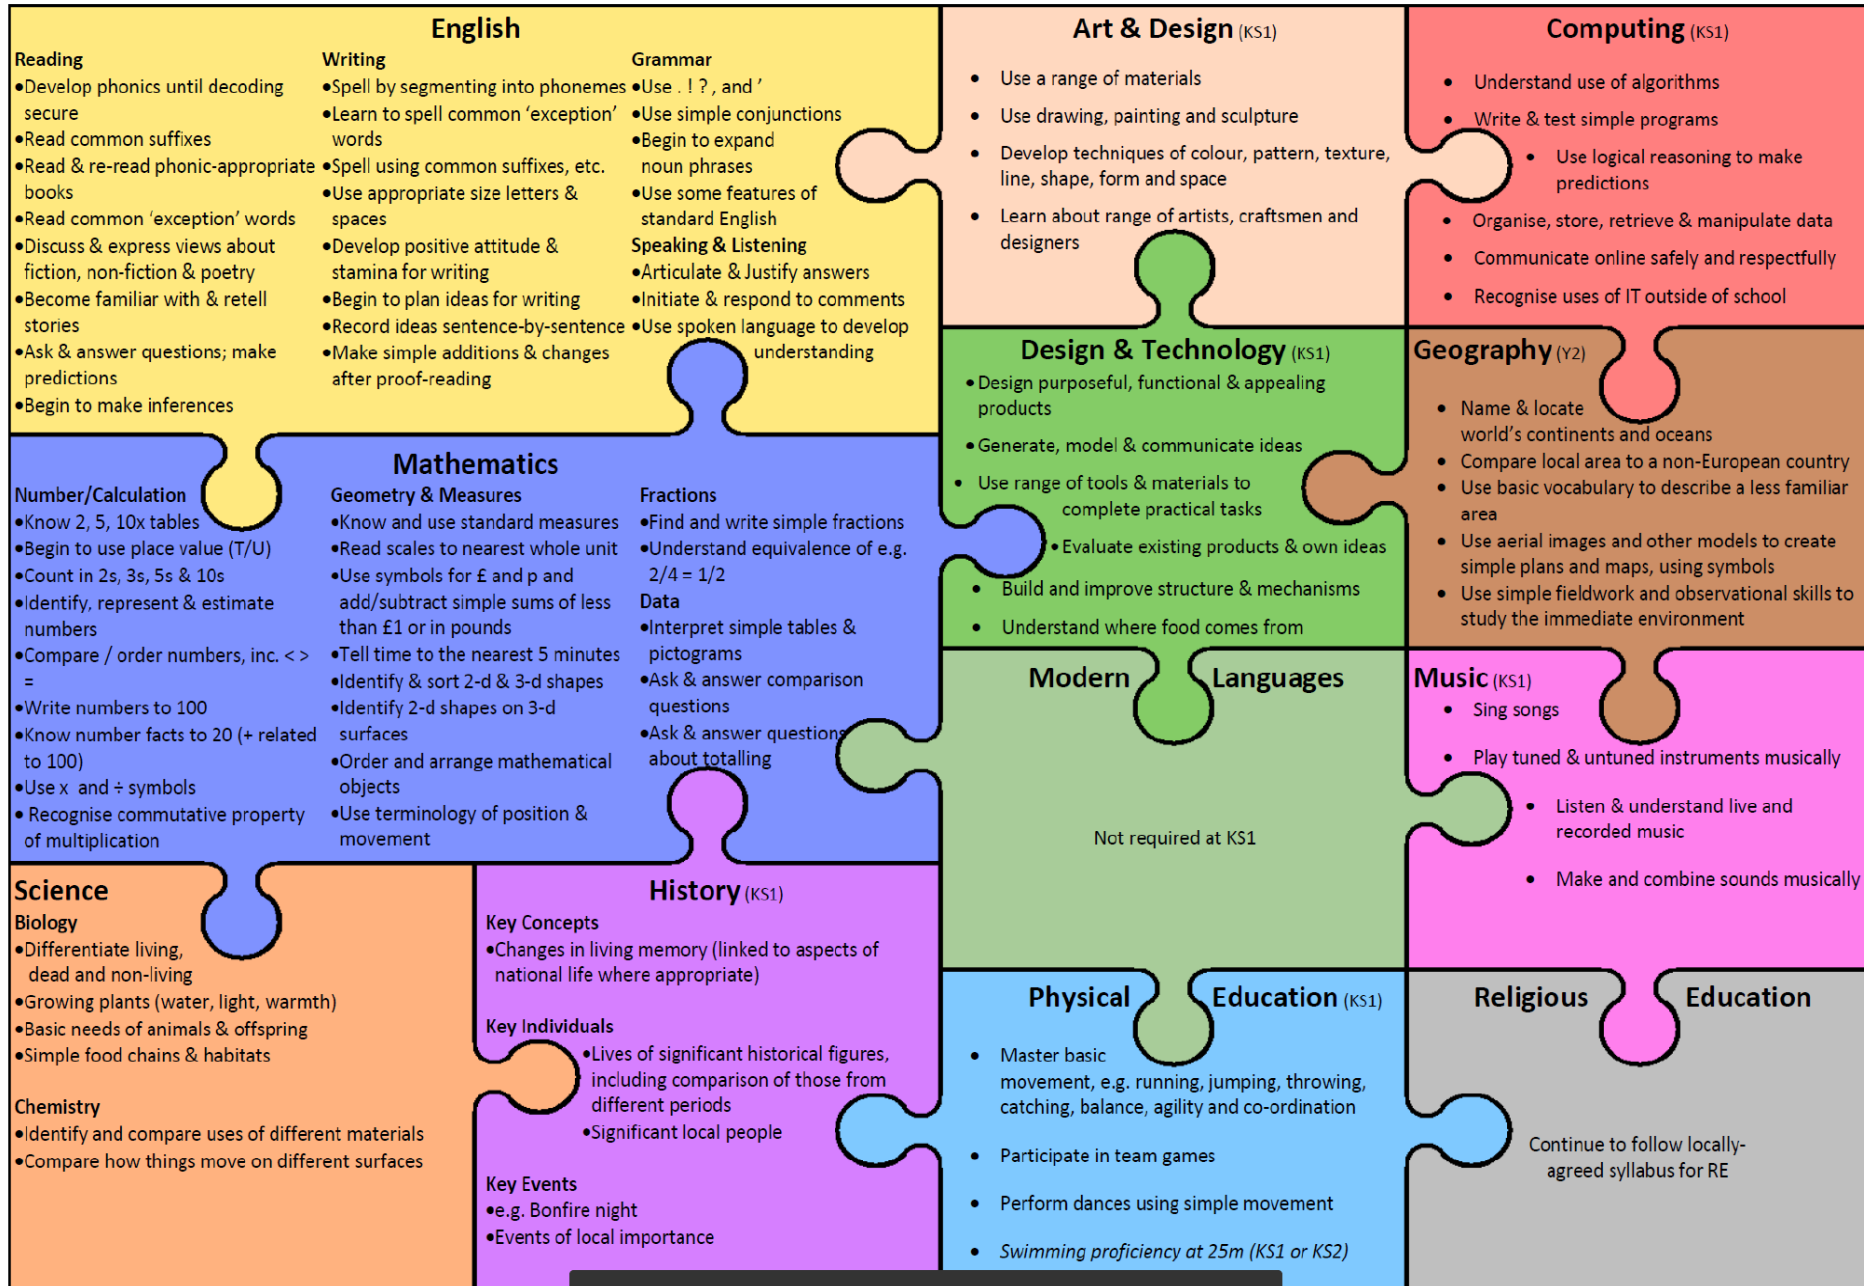 English
Reading
•Develop phonics until decoding
secure
•Read common suffixes
•Read & re-read phonic-appropriate
books
•Read common ‘exception’ words
•Discuss & express views about
fiction, non-fiction & poetry
•Become familiar with & retell
stories
•Ask & answer questions; make
predictions
•Begin to make inferences
Writing
•Spell by segmenting into phonemes
•Learn to spell common ‘exception’
words
•Spell using common suffixes, etc.
•Use appropriate size letters &
spaces
•Develop positive attitude &
stamina for writing
•Begin to plan ideas for writing
•Record ideas sentence-by-sentence
•Make simple additions & changes
after proof-reading
Grammar
•Use . ! ? , and ’
•Use simple conjunctions
•Begin to expand
noun phrases
•Use some features of
standard English
Speaking & Listening
•Articulate & Justify answers
•Initiate & respond to comments
•Use spoken language to develop
understanding
Art & Design (KS1)
• Use a range of materials
• Use drawing, painting and sculpture
• Develop techniques of colour, pattern, texture,
line, shape, form and space
• Learn about range of artists, craftsmen and
designers
Computing (KS1)
• Understand use of algorithms
• Write & test simple programs
• Use logical reasoning to make
predictions
• Organise, store, retrieve & manipulate data
• Communicate online safely and respectfully
• Recognise uses of IT outside of school
Mathematics
Number/Calculation
•Know 2, 5, 10x tables
•Begin to use place value (T/U)
•Count in 2s, 3s, 5s & 10s
•Identify, represent & estimate
numbers
•Compare / order numbers, inc. < >
=
•Write numbers to 100
•Know number facts to 20 (+ related
to 100)
•Use x and ÷ symbols
• Recognise commutative property
of multiplication
Geometry & Measures
•Know and use standard measures
•Read scales to nearest whole unit
•Use symbols for £ and p and
add/subtract simple sums of less
than £1 or in pounds
•Tell time to the nearest 5 minutes
•Identify & sort 2-d & 3-d shapes
•Identify 2-d shapes on 3-d
surfaces
•Order and arrange mathematical
objects
•Use terminology of position &
movement
Fractions
•Find and write simple fractions
•Understand equivalence of e.g.
2/4 = 1/2
Data
•Interpret simple tables &
pictograms
•Ask & answer comparison
questions
•Ask & answer questions
about totalling
Design & Technology (KS1)
• Design purposeful, functional & appealing
products
• Generate, model & communicate ideas
• Use range of tools & materials to
complete practical tasks
• Evaluate existing products & own ideas
• Build and improve structure & mechanisms
• Understand where food comes from
Geography (Y2)
• Name & locate
world’s continents and oceans
• Compare local area to a non-European country
• Use basic vocabulary to describe a less familiar
area
• Use aerial images and other models to create
simple plans and maps, using symbols
• Use simple fieldwork and observational skills to
study the immediate environment
Modern Languages
Not required at KS1
Music (KS1)
• Sing songs
• Play tuned & untuned instruments musically
• Listen & understand live and
recorded music
• Make and combine sounds musically
Science
Biology
•Differentiate living,
dead and non-living
•Growing plants (water, light, warmth)
•Basic needs of animals & offspring
•Simple food chains & habitats
Chemistry
•Identify and compare uses of different materials
•Compare how things move on different surfaces
History (KS1)
Key Concepts
•Changes in living memory (linked to aspects of
national life where appropriate)
Key Individuals
•Lives of significant historical figures,
including comparison of those from
different periods
•Significant local people
Key Events
•e.g. Bonfire night
•Events of local importance
Physical Education (KS1)
• Master basic
movement, e.g. running, jumping, throwing,
catching, balance, agility and co-ordination
• Participate in team games
• Perform dances using simple movement
• Swimming proficiency at 25m (KS1 or KS2)
Religious Education
Continue to follow locally-
agreed syllabus for RE